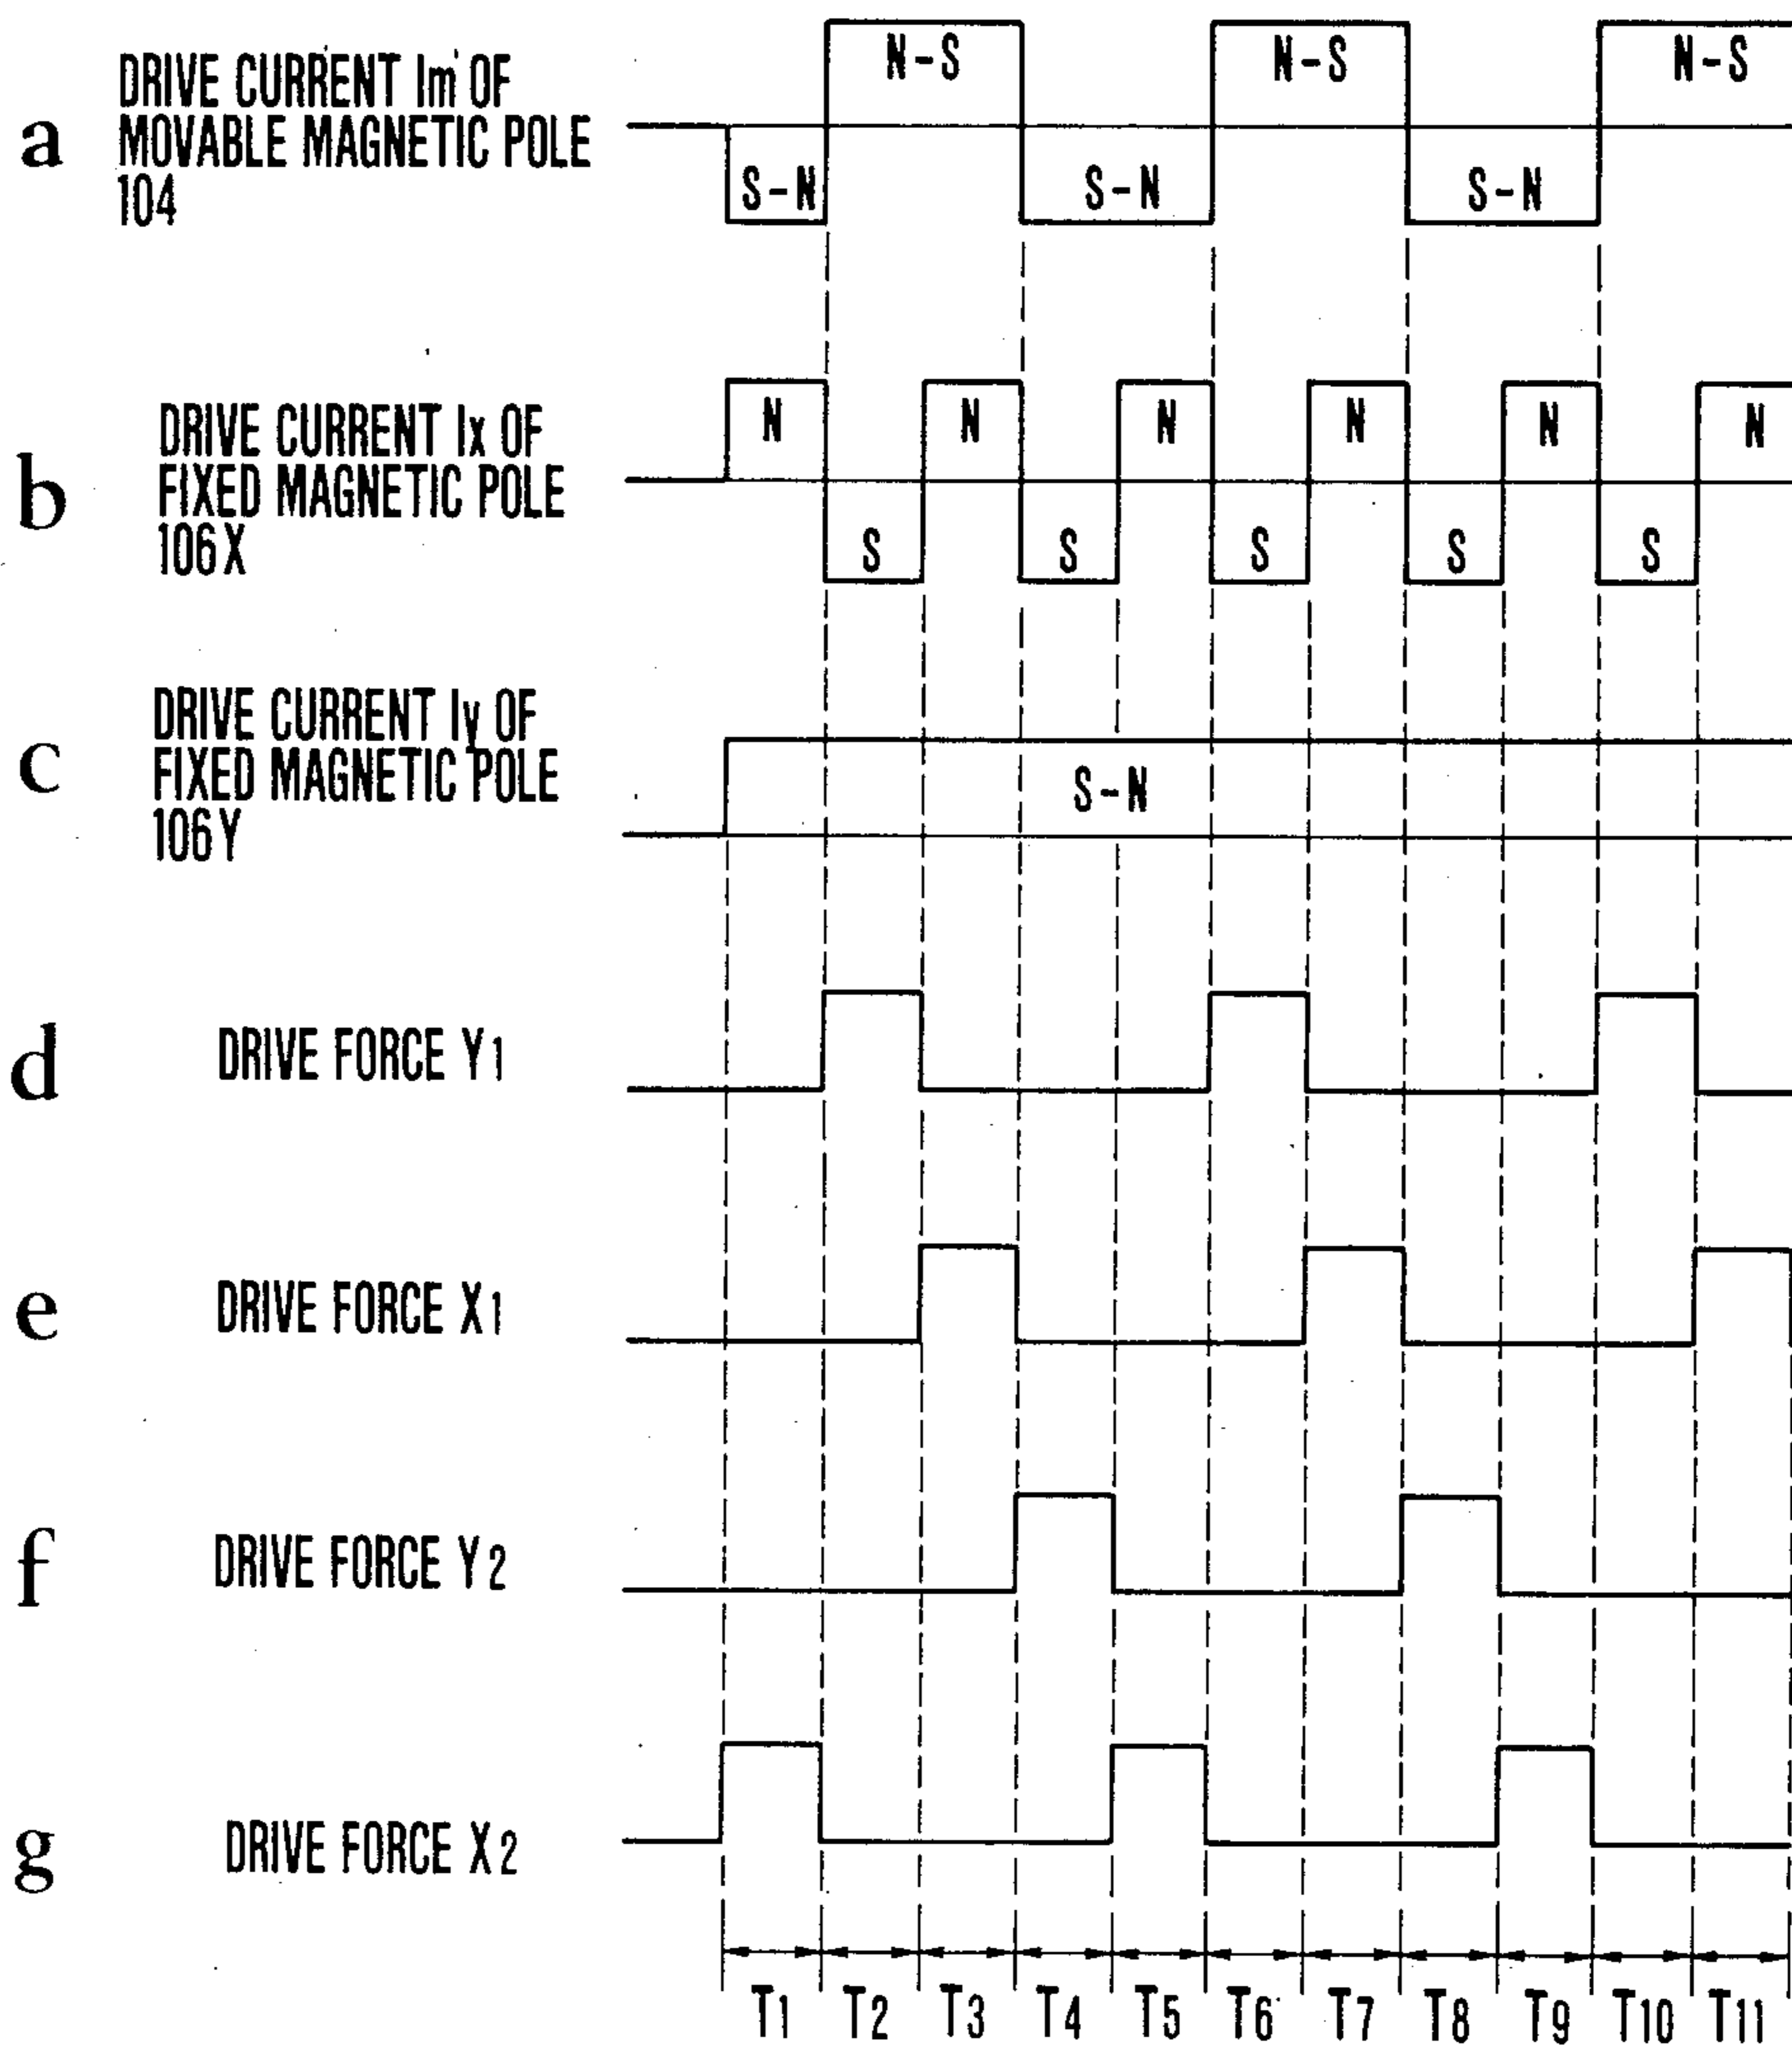 a
DRIVE CURRENT Im' OF
MOVABLE MAGNETIC POLE
104
N-S N-S N-S
S-N S-N S-N
b
DRIVE CURRENT Ix OF
FIXED MAGNETIC POLE
106X
N N N N N N
S S S S S
c
DRIVE CURRENT Iy OF
FIXED MAGNETIC POLE
106Y
S-N
d
DRIVE FORCE Y1
e
DRIVE FORCE X1
f
DRIVE FORCE Y2
g
DRIVE FORCE X2
T1 T2 T3 T4 T5 T6 T7 T8 T9 T10 T11